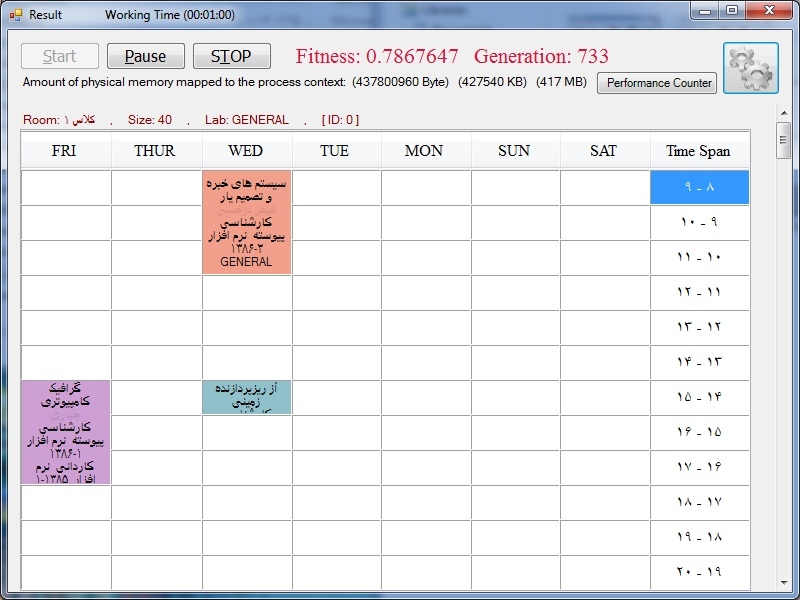 Result Working Time (00:01:00)
Start Pause STOP Fitness: 0.7867647 Generation: 733
Amount of physical memory mapped to the process context: (437800960 Byte) (427540 KB) (417 MB) Performance Counter
Room: کلاس ۱ , Size: 40 , Lab: GENERAL , [ ID: 0 ]
FRI THUR WED TUE MON SUN SAT Time Span
سیستم های خبره
و تصمیم یار
کارشناسی
پیوسته نرم افزار
۱۳۸۶-۲
GENERAL
۹ - ۸
۱۰ - ۹
۱۱ - ۱۰
۱۲ - ۱۱
۱۳ - ۱۲
۱۴ - ۱۳
گرافیک
کامپیوتری
جباری
کارشناسی
پیوسته نرم افزار
۱۳۸۶-۱
کاردانی نرم
افزار ۱۳۸۵-۱
آز ریزپردازنده
زمینی
۱۵ - ۱۴
۱۶ - ۱۵
۱۷ - ۱۶
۱۸ - ۱۷
۱۹ - ۱۸
۲۰ - ۱۹